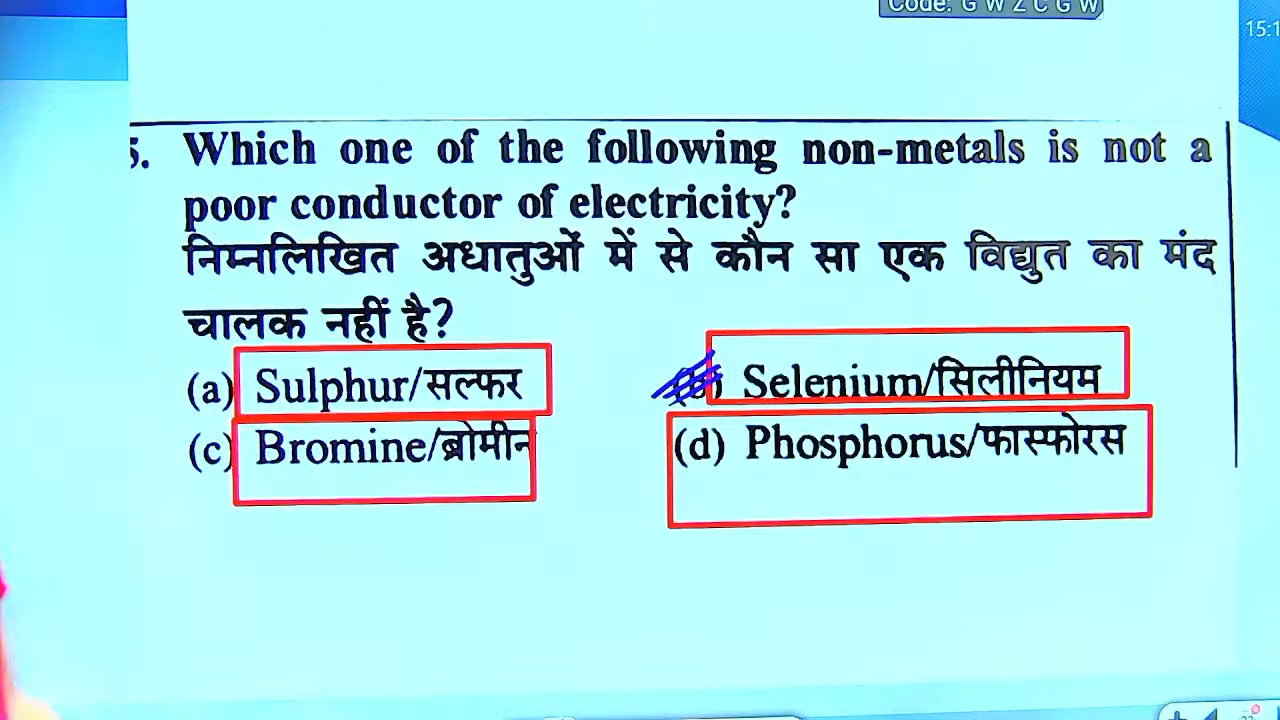 Code: G W Z C G W
15:1
5. Which one of the following non-metals is not a
poor conductor of electricity?
निम्नलिखित अधातुओं में से कौन सा एक विद्युत का मंद
चालक नहीं है?
(a) Sulphur/सल्फर (b) Selenium/सिलीनियम
(c) Bromine/ब्रोमीन (d) Phosphorus/फास्फोरस